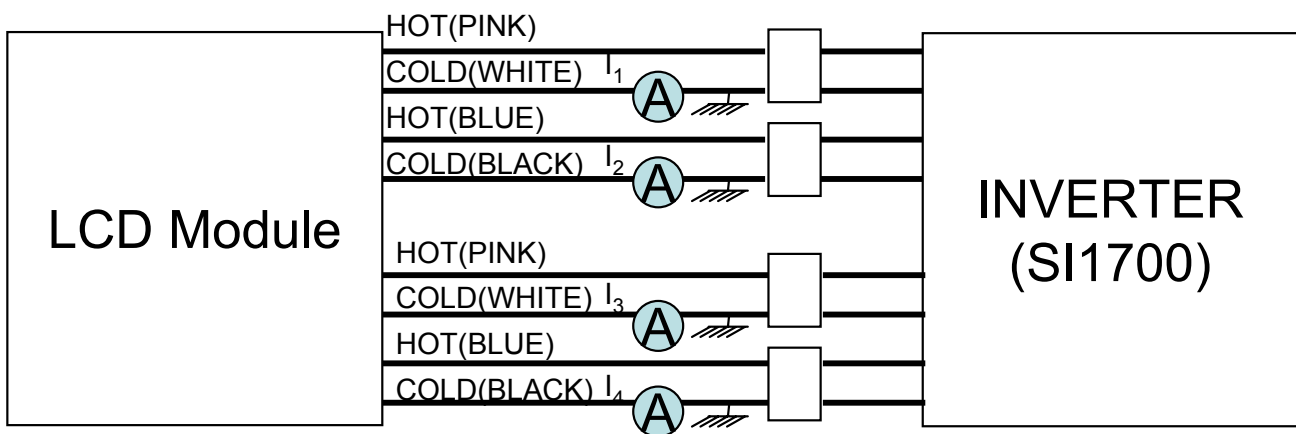 HOT(PINK)
COLD(WHITE) I₁
A
HOT(BLUE)
COLD(BLACK) I₂
A
LCD Module
INVERTER
(SI1700)
HOT(PINK)
COLD(WHITE) I₃
A
HOT(BLUE)
COLD(BLACK) I₄
A